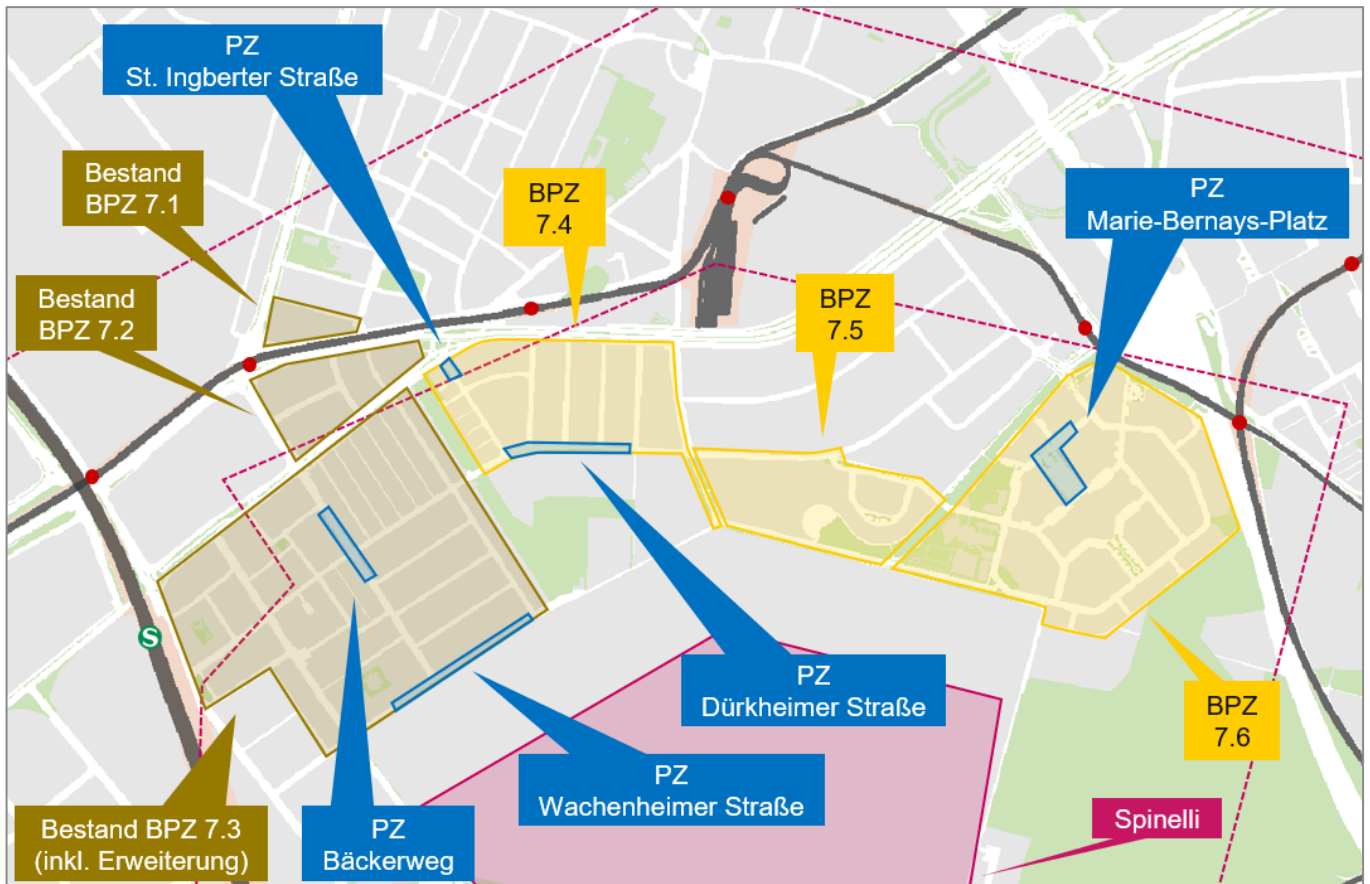 PZ
St. Ingberter Straße
Bestand
BPZ 7.1
BPZ
7.4
PZ
Marie-Bernays-Platz
Bestand
BPZ 7.2
BPZ
7.5
S
PZ
Dürkheimer Straße
BPZ
7.6
PZ
Wachenheimer Straße
Spinelli
Bestand BPZ 7.3
(inkl. Erweiterung)
PZ
Bäckerweg